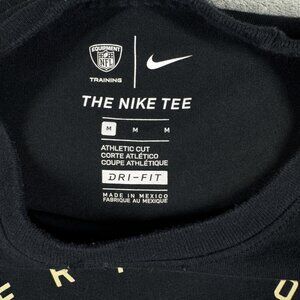 EQUIPMENT
NFL
TRAINING
THE NIKE TEE
M M M
ATHLETIC CUT
CORTE ATLÉTICO
COUPE ATHLÉTIQUE
DRI-FIT
MADE IN MEXICO
FABRIQUE AU MEXIQUE
E R I